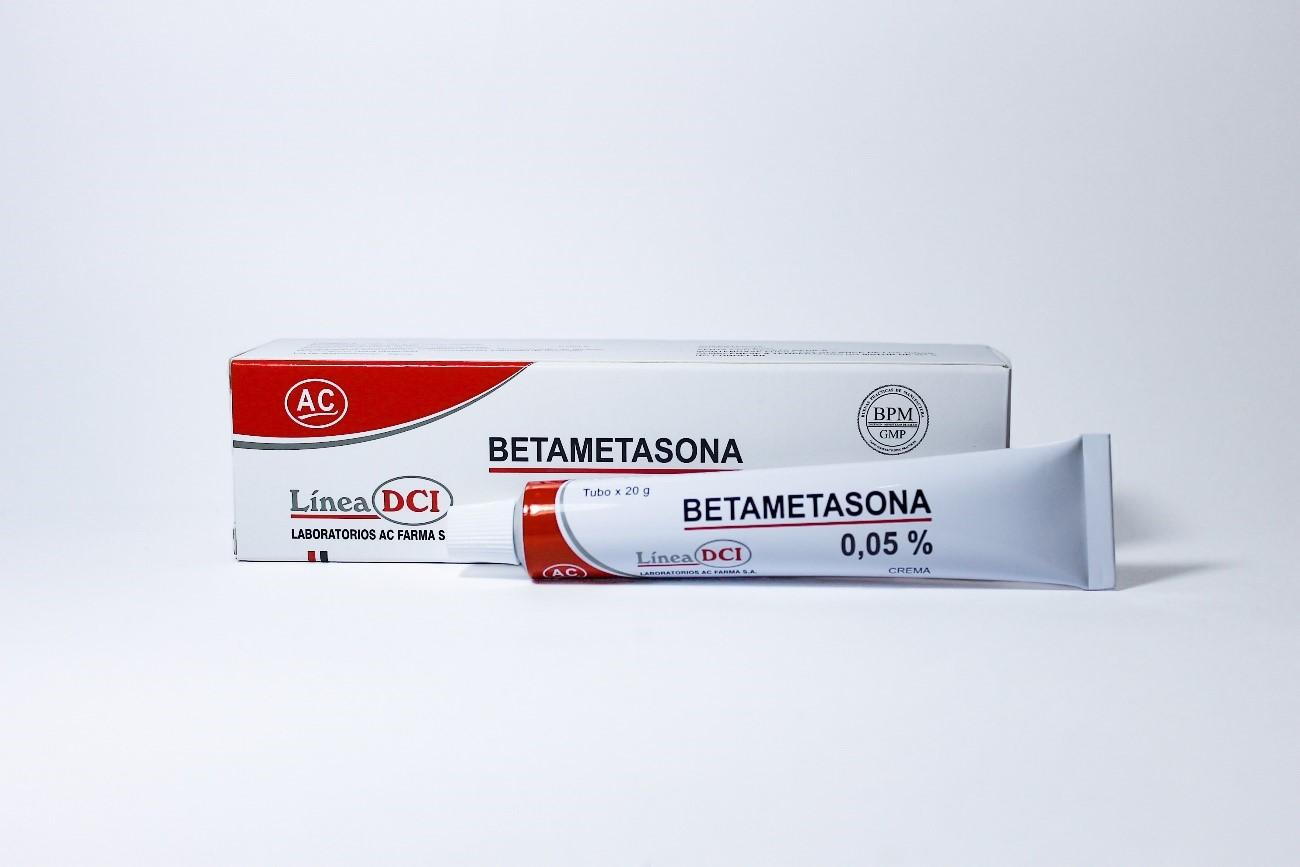 AC
BETAMETASONA
BPM
GMP
Línea DCI
LABORATORIOS AC FARMA S
Tubo x 20 g
BETAMETASONA
0,05 %
CREMA
Línea DCI
LABORATORIOS AC FARMA S.A.
AC